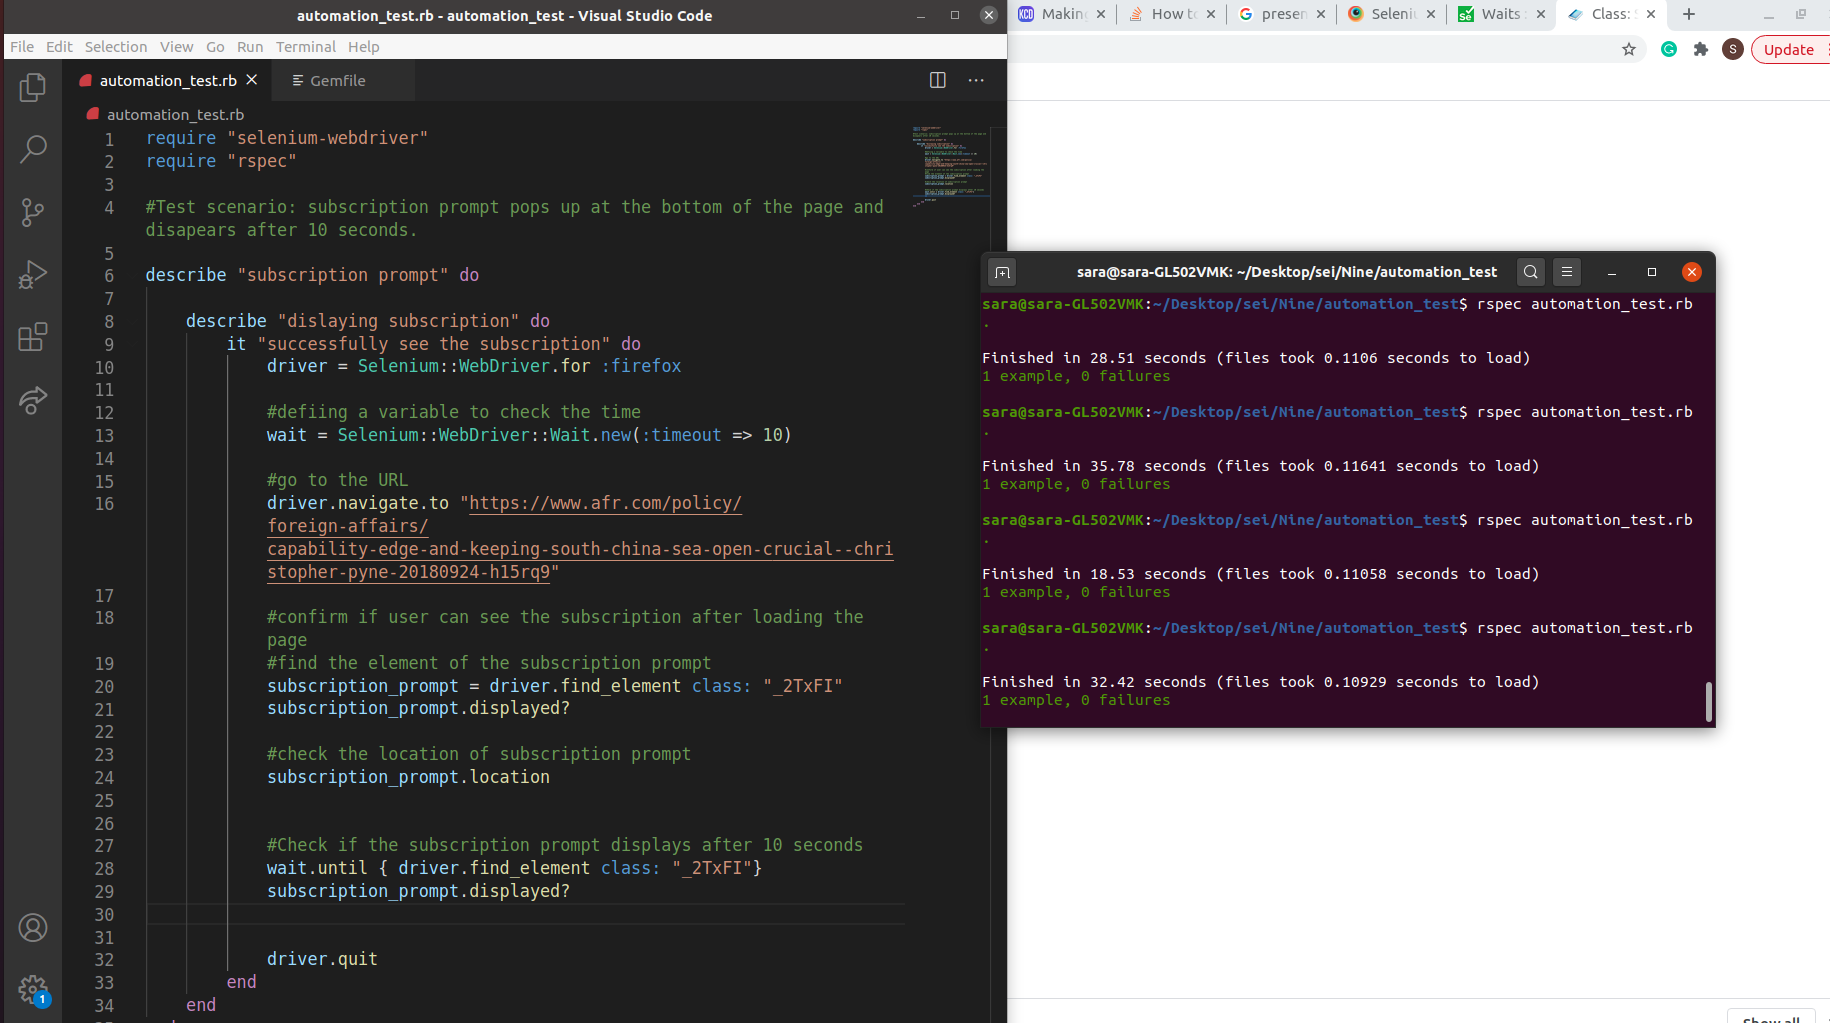 automation_test.rb - automation_test - Visual Studio Code
File Edit Selection View Go Run Terminal Help
automation_test.rb Gemfile
automation_test.rb
1 require "selenium-webdriver"
2 require "rspec"
3
4 #Test scenario: subscription prompt pops up at the bottom of the page and
disapears after 10 seconds.
5
6 describe "subscription prompt" do
7
8 describe "dislaying subscription" do
9 it "successfully see the subscription" do
10 driver = Selenium::WebDriver.for :firefox
11
12 #defiing a variable to check the time
13 wait = Selenium::WebDriver::Wait.new(:timeout => 10)
14
15 #go to the URL
16 driver.navigate.to "https://www.afr.com/policy/
foreign-affairs/
capability-edge-and-keeping-south-china-sea-open-crucial--chri
stopher-pyne-20180924-h15rq9"
17
18 #confirm if user can see the subscription after loading the
page
19 #find the element of the subscription prompt
20 subscription_prompt = driver.find_element class: "_2TxFI"
21 subscription_prompt.displayed?
22
23 #check the location of subscription prompt
24 subscription_prompt.location
25
26
27 #Check if the subscription prompt displays after 10 seconds
28 wait.until { driver.find_element class: "_2TxFI"}
29 subscription_prompt.displayed?
30
31
32 driver.quit
33 end
34 end
1
KCD Making How to presen Seleniu Waits Class:
S Update
sara@sara-GL502VMK: ~/Desktop/sei/Nine/automation_test
sara@sara-GL502VMK:~/Desktop/sei/Nine/automation_test$ rspec automation_test.rb
.
Finished in 28.51 seconds (files took 0.1106 seconds to load)
1 example, 0 failures
sara@sara-GL502VMK:~/Desktop/sei/Nine/automation_test$ rspec automation_test.rb
.
Finished in 35.78 seconds (files took 0.11641 seconds to load)
1 example, 0 failures
sara@sara-GL502VMK:~/Desktop/sei/Nine/automation_test$ rspec automation_test.rb
.
Finished in 18.53 seconds (files took 0.11058 seconds to load)
1 example, 0 failures
sara@sara-GL502VMK:~/Desktop/sei/Nine/automation_test$ rspec automation_test.rb
.
Finished in 32.42 seconds (files took 0.10929 seconds to load)
1 example, 0 failures
Show all